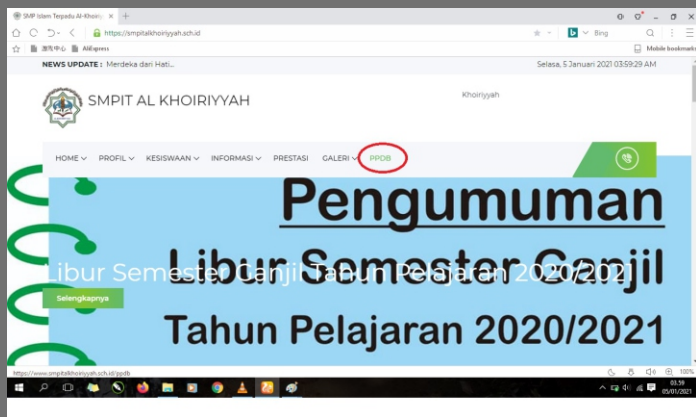 SMP Islam Terpadu Al-Khoiriy
https://smpitalkhoiriyyah.sch.id
Bing
AliExpress
Mobile bookmarks
NEWS UPDATE : Merdeka dari Hati...
Selasa, 5 Januari 2021 03:59:29 AM
SMPIT AL KHOIRIYYAH
Khoiriyyah
HOME PROFIL KESISWAAN INFORMASI PRESTASI GALERI PPDB
Pengumuman
Libur Semester Ganjil
Libur Semester Ganjil Tahun Pelajaran 2020/2021
Selengkapnya
Tahun Pelajaran 2020/2021
https://www.smpitalkhoiriyyah.sch.id/ppdb
100%
03.59
05/01/2021